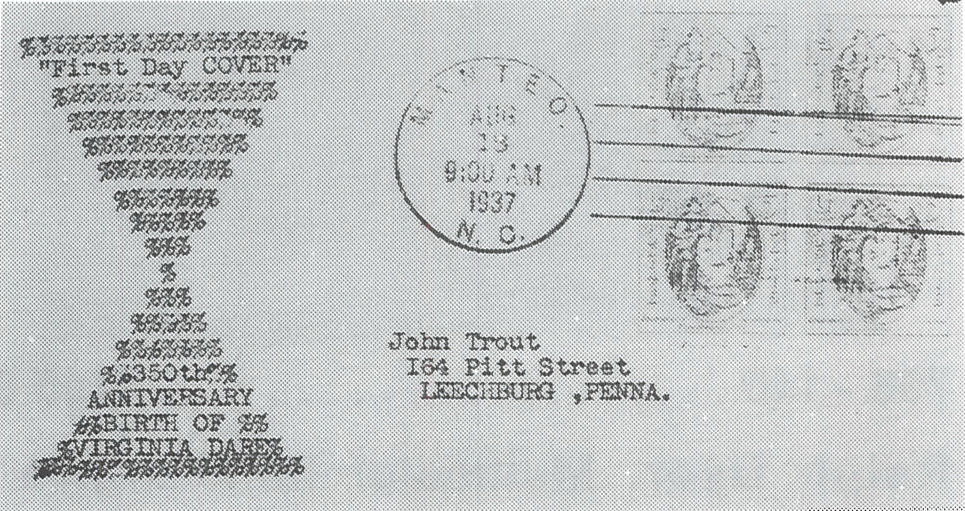 %%%%%%%%%%%%%%%%%%%
"First Day COVER"
%%%%%%%%%%%%%%%
%%%%%%%%%%%%%
%%%%%%%%%%%
%%%%%%%%%
%%%%%%%
%%%%%
%%%
%
%%%
%%%%%
%%%%%%%
%%350th%%
ANNIVERSARY
%%BIRTH OF %%
%VIRGINIA DARE%
%%%%%%%%%%%%%%%%%%%
MANTEO.
AUG
18
9:00 AM
1937
N. C.
John Trout
I64 Pitt Street
LEECHBURG ,PENNA.